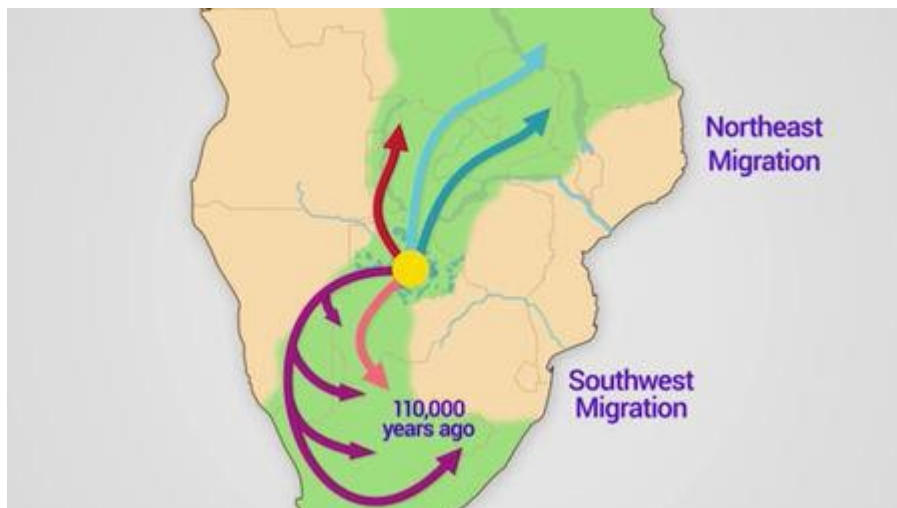 Northeast
Migration
Southwest
Migration
110,000
years ago